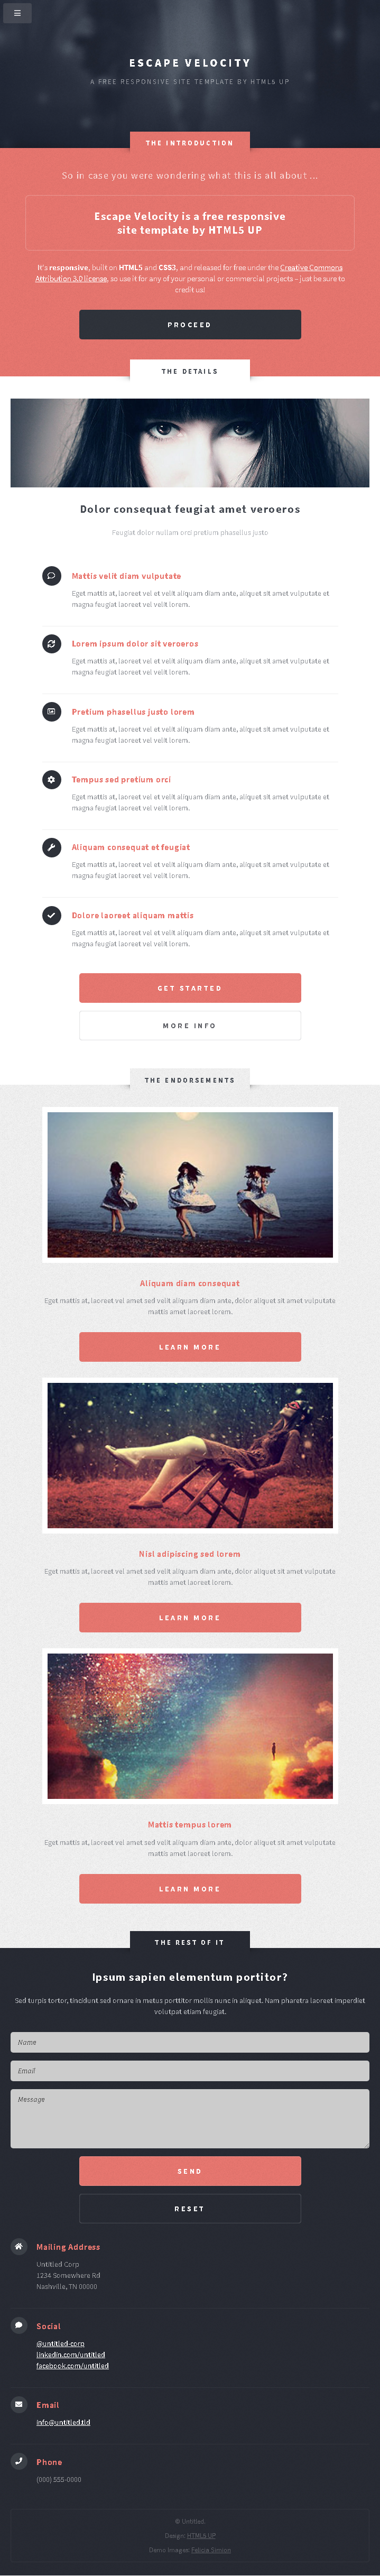 ESCAPE VELOCITY
A FREE RESPONSIVE SITE TEMPLATE BY HTML5 UP
THE INTRODUCTION
So in case you were wondering what this is all about ...
Escape Velocity is a free responsive
site template by HTML5 UP
It's responsive, built on HTML5 and CSS3, and released for free under the Creative Commons
Attribution 3.0 license, so use it for any of your personal or commercial projects – just be sure to
credit us!
PROCEED
THE DETAILS
Dolor consequat feugiat amet veroeros
Feugiat dolor nullam orci pretium phasellus justo
Mattis velit diam vulputate
Eget mattis at, laoreet vel et velit aliquam diam ante, aliquet sit amet vulputate et
magna feugiat laoreet vel velit lorem.
Lorem ipsum dolor sit veroeros
Eget mattis at, laoreet vel et velit aliquam diam ante, aliquet sit amet vulputate et
magna feugiat laoreet vel velit lorem.
Pretium phasellus justo lorem
Eget mattis at, laoreet vel et velit aliquam diam ante, aliquet sit amet vulputate et
magna feugiat laoreet vel velit lorem.
Tempus sed pretium orci
Eget mattis at, laoreet vel et velit aliquam diam ante, aliquet sit amet vulputate et
magna feugiat laoreet vel velit lorem.
Aliquam consequat et feugiat
Eget mattis at, laoreet vel et velit aliquam diam ante, aliquet sit amet vulputate et
magna feugiat laoreet vel velit lorem.
Dolore laoreet aliquam mattis
Eget mattis at, laoreet vel et velit aliquam diam ante, aliquet sit amet vulputate et
magna feugiat laoreet vel velit lorem.
GET STARTED
MORE INFO
THE ENDORSEMENTS
Aliquam diam consequat
Eget mattis at, laoreet vel amet sed velit aliquam diam ante, dolor aliquet sit amet vulputate
mattis amet laoreet lorem.
LEARN MORE
Nisl adipiscing sed lorem
Eget mattis at, laoreet vel amet sed velit aliquam diam ante, dolor aliquet sit amet vulputate
mattis amet laoreet lorem.
LEARN MORE
Mattis tempus lorem
Eget mattis at, laoreet vel amet sed velit aliquam diam ante, dolor aliquet sit amet vulputate
mattis amet laoreet lorem.
LEARN MORE
THE REST OF IT
Ipsum sapien elementum portitor?
Sed turpis tortor, tincidunt sed ornare in metus porttitor mollis nunc in aliquet. Nam pharetra laoreet imperdiet
volutpat etiam feugiat.
Name
Email
Message
SEND
RESET
Mailing Address
Untitled Corp
1234 Somewhere Rd
Nashville, TN 00000
Social
@untitled-corp
linkedin.com/untitled
facebook.com/untitled
Email
info@untitled.tld
Phone
(000) 555-0000
© Untitled.
Design: HTML5 UP
Demo Images: Felicia Simion